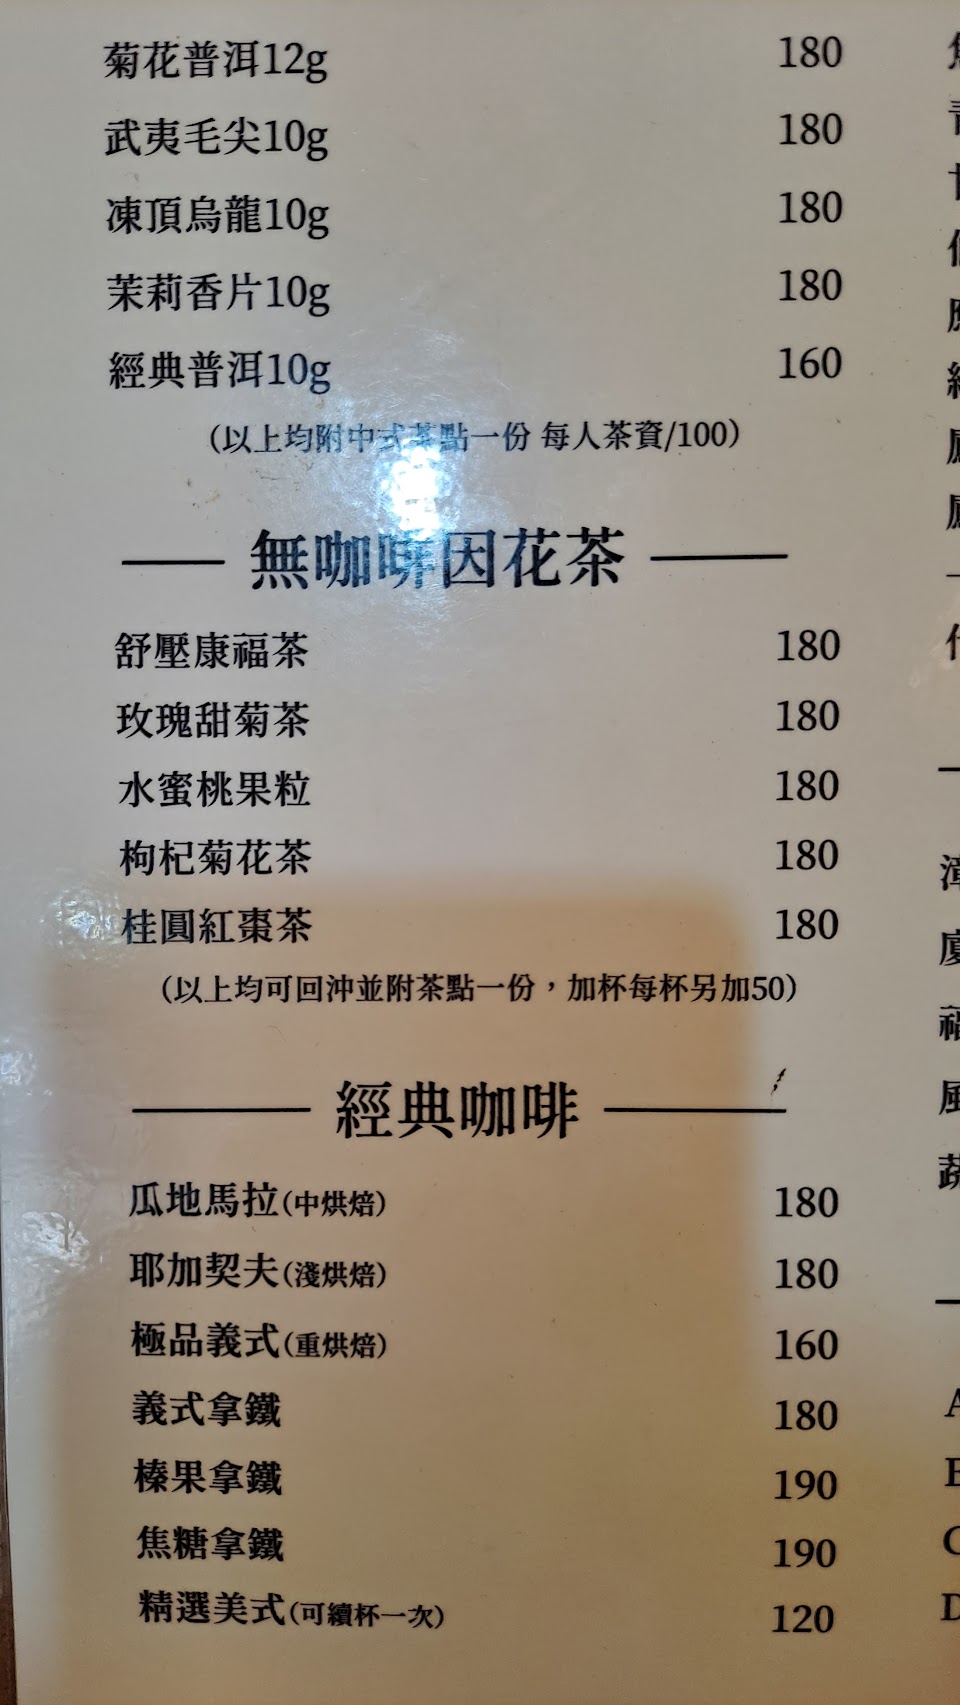 菊花普洱12g 180
武夷毛尖10g 180
凍頂烏龍10g 180
茉莉香片10g 180
經典普洱10g 160
（以上均附中式茶點一份 每人茶資/100）
無咖啡因花茶
舒壓康福茶 180
玫瑰甜菊茶 180
水蜜桃果粒 180
枸杞菊花茶 180
桂圓紅棗茶 180
（以上均可回沖並附茶點一份，加杯每杯另加50）
經典咖啡
瓜地馬拉(中烘焙) 180
耶加契夫(淺烘焙) 180
極品義式(重烘焙) 160
義式拿鐵 180
榛果拿鐵 190
焦糖拿鐵 190
精選美式(可續杯一次) 120